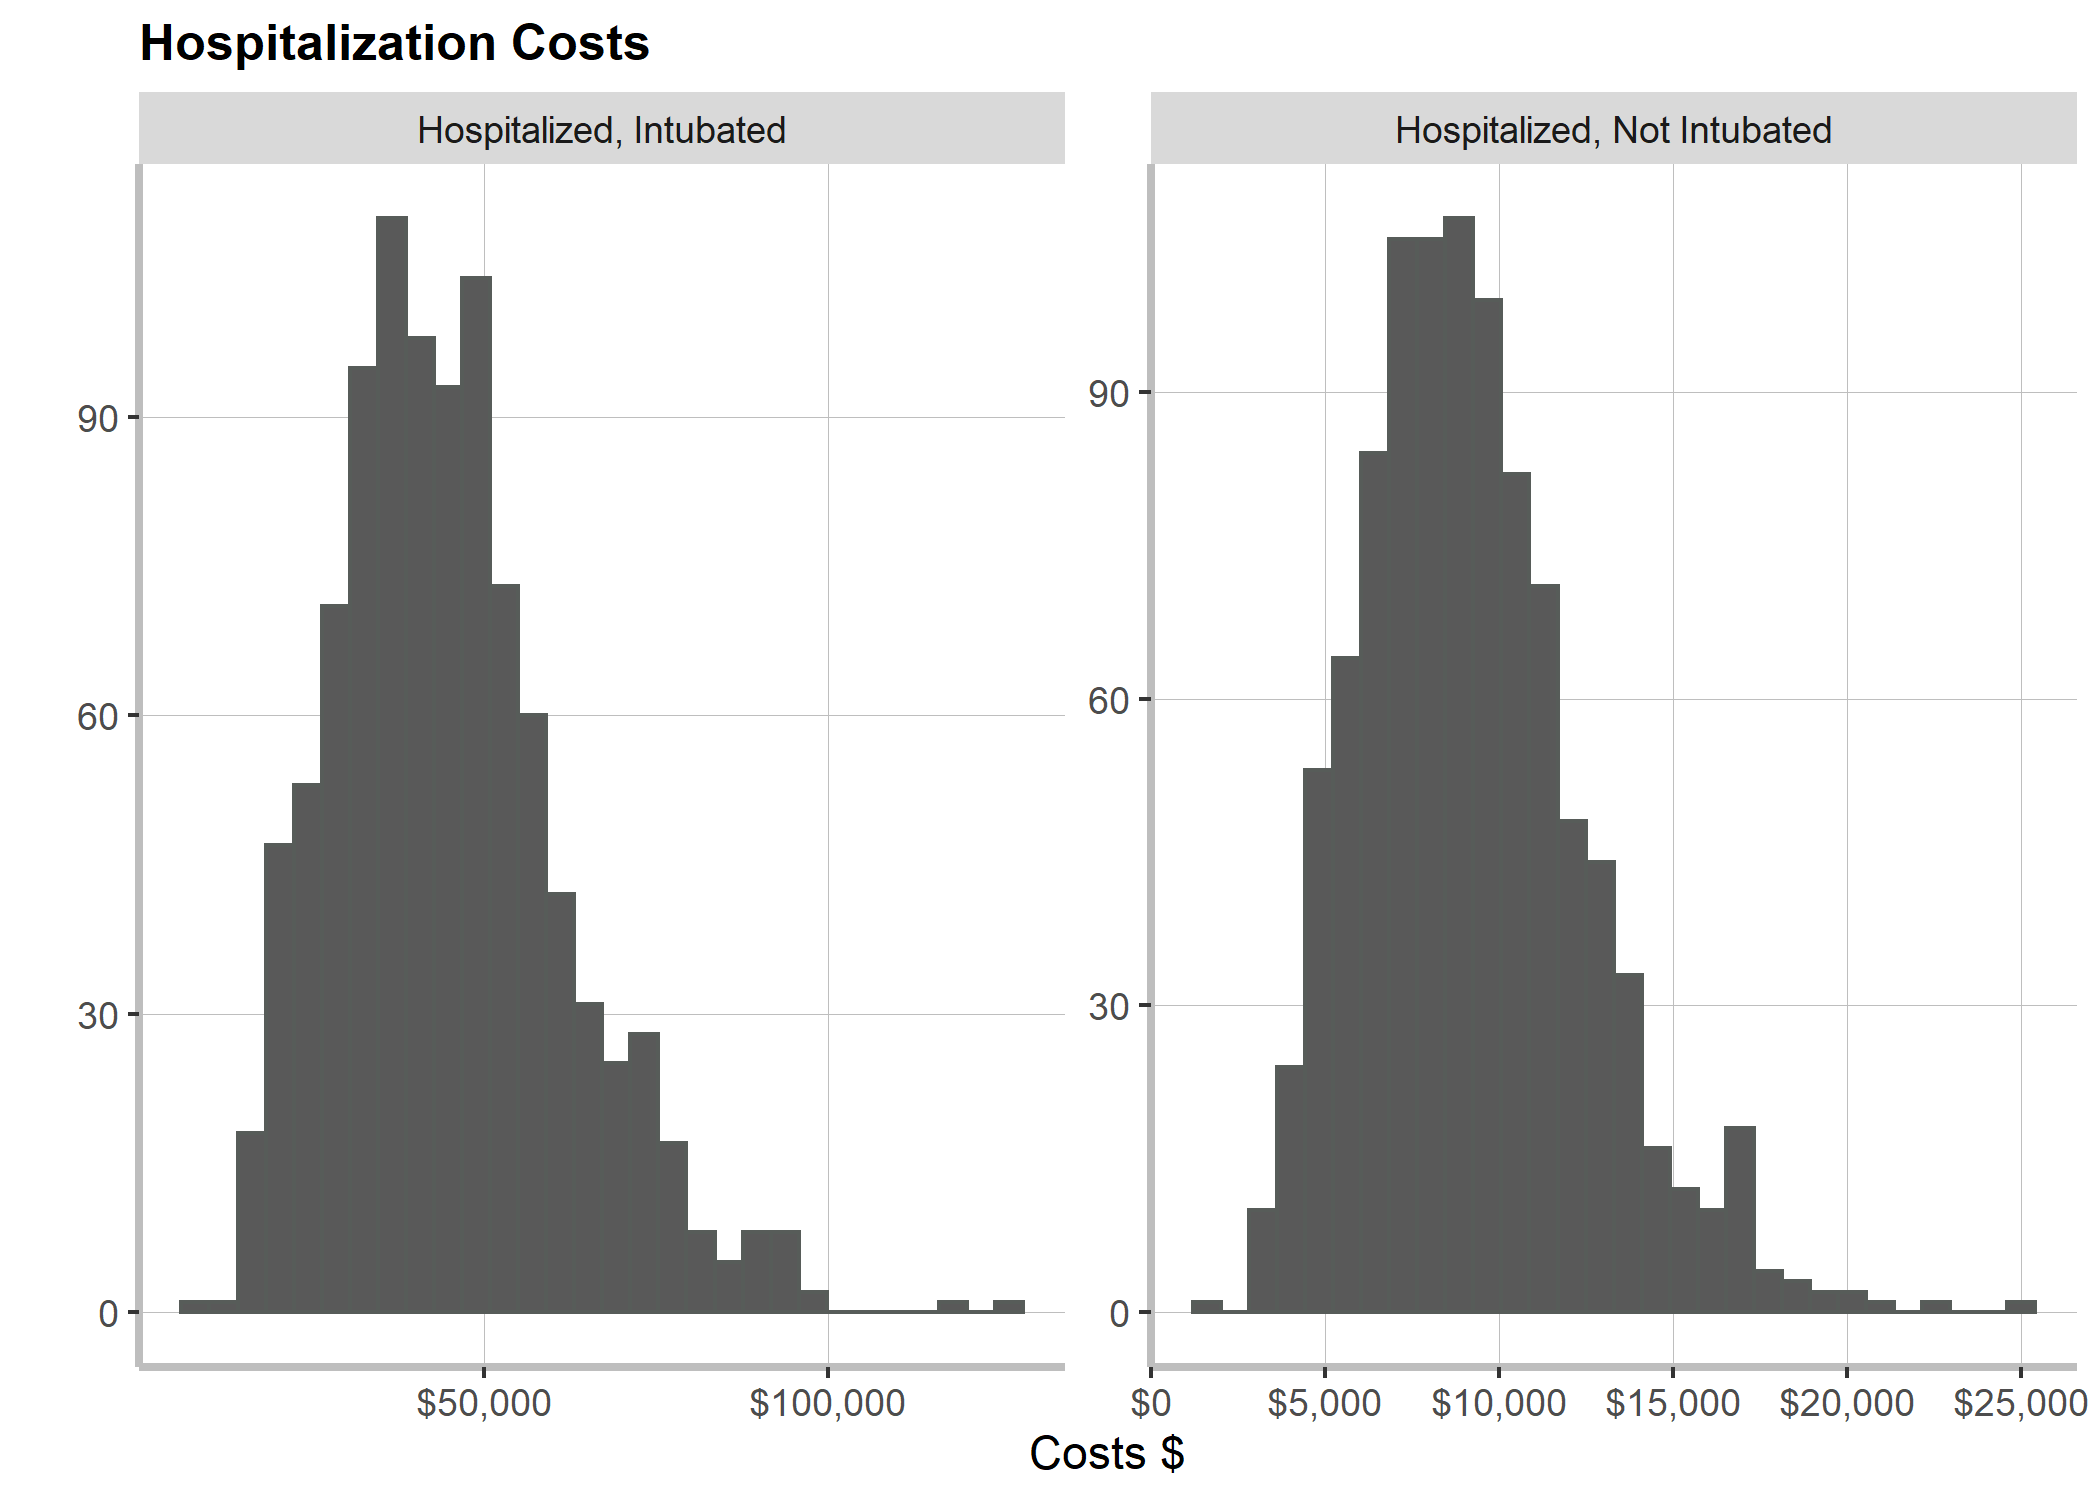 Hospitalization Costs
Hospitalized, Intubated
Hospitalized, Not Intubated
90
60
30
0
90
60
30
0
$50,000 $100,000
$0 $5,000 $10,000 $15,000 $20,000 $25,000
Costs $